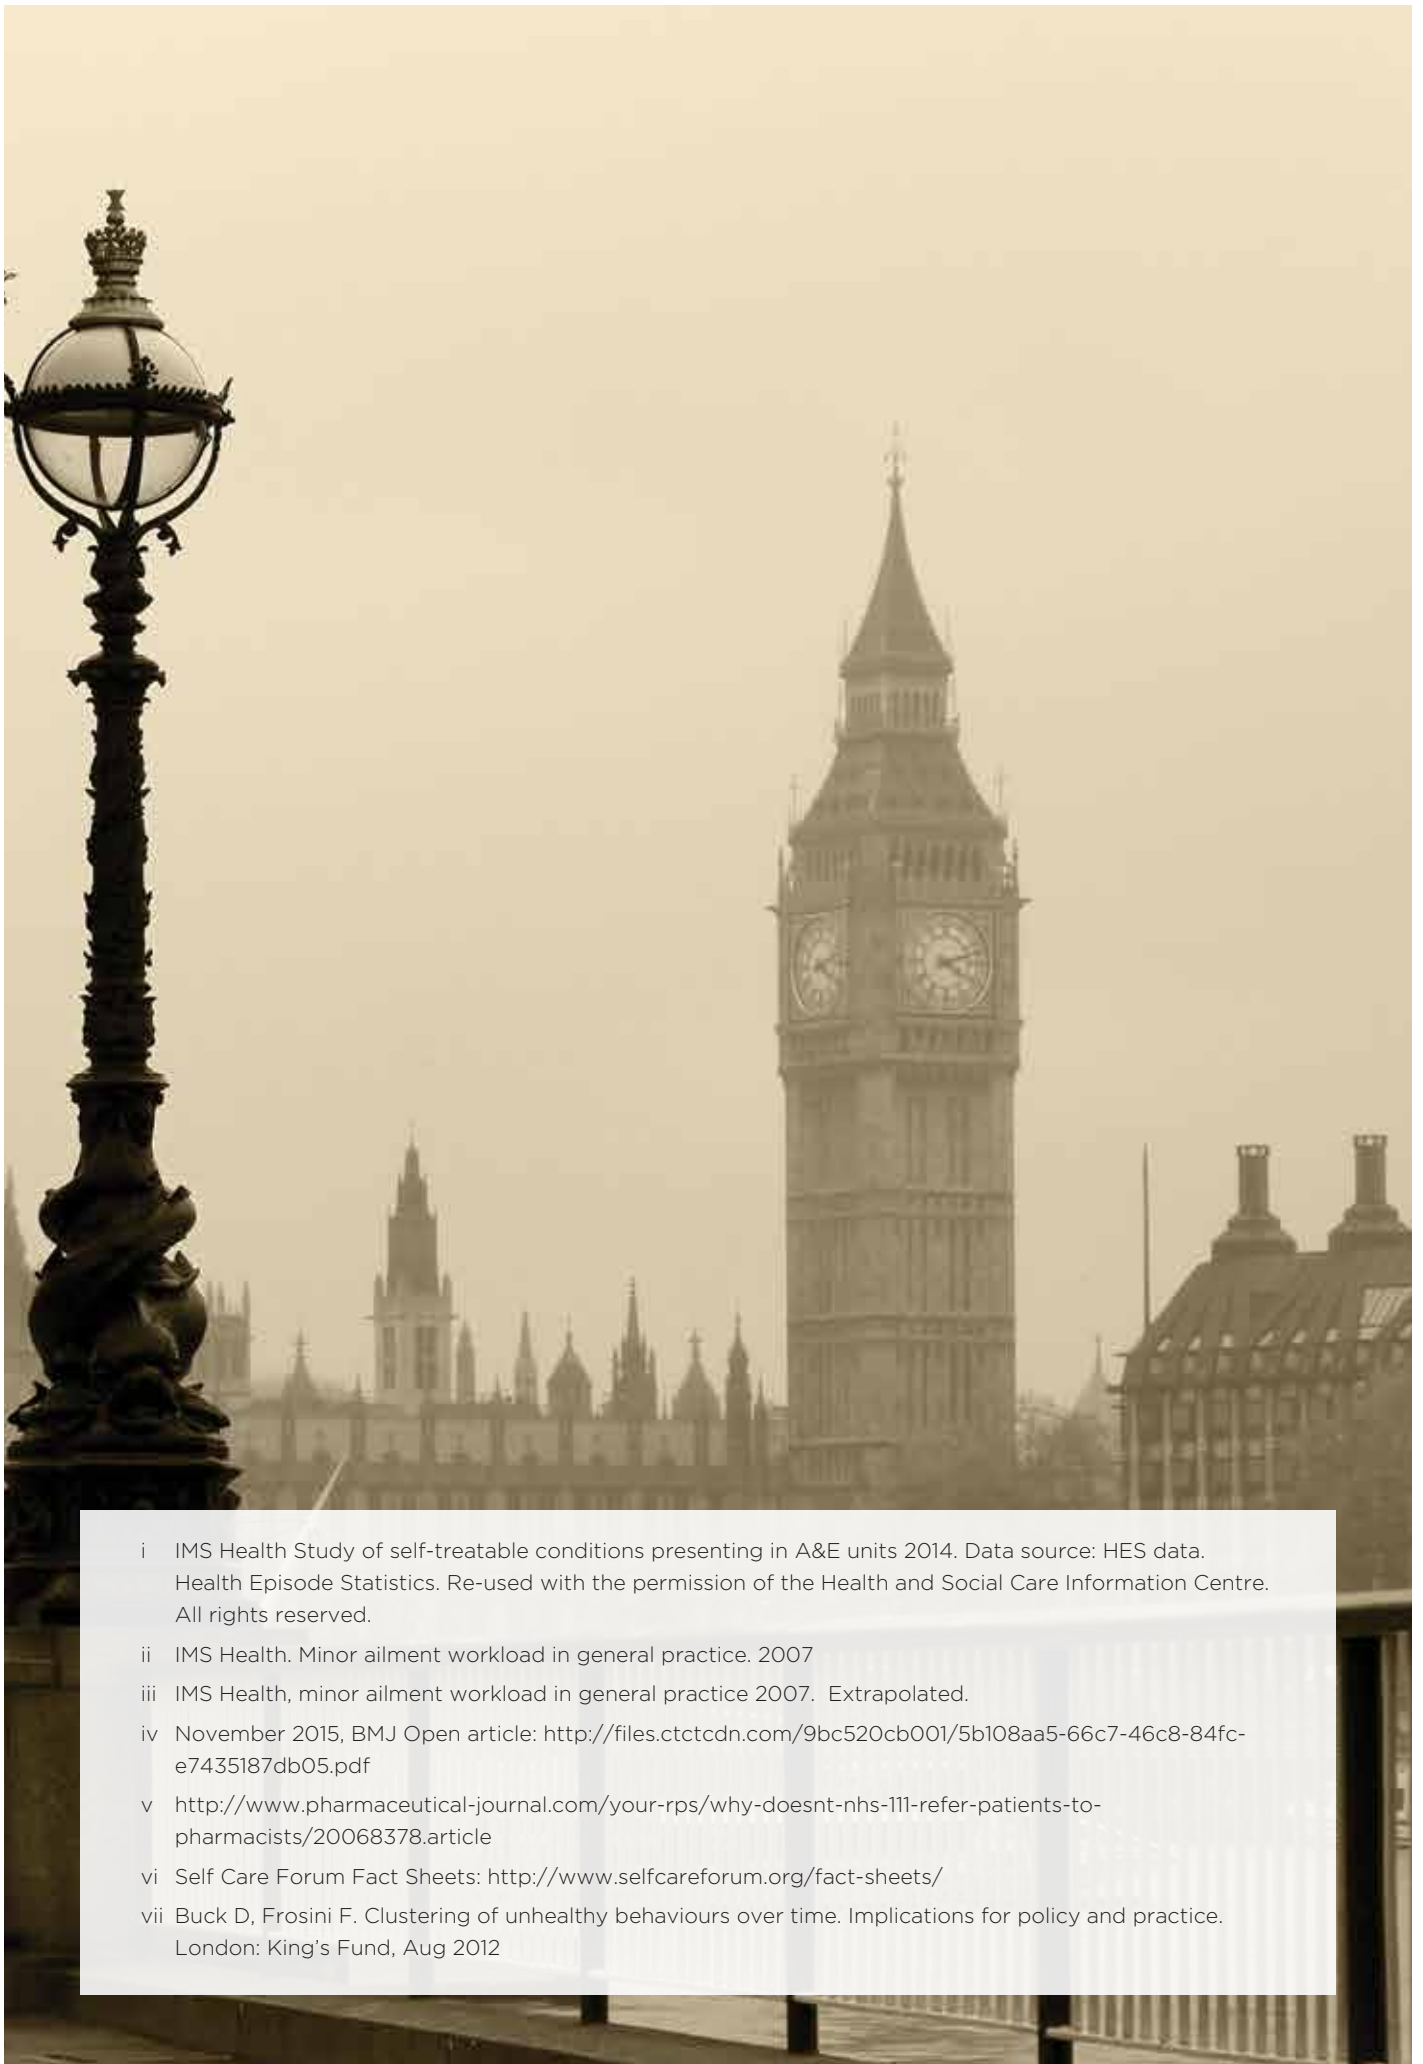 i IMS Health Study of self-treatable conditions presenting in A&E units 2014. Data source: HES data.
Health Episode Statistics. Re-used with the permission of the Health and Social Care Information Centre.
All rights reserved.
ii IMS Health. Minor ailment workload in general practice. 2007
iii IMS Health, minor ailment workload in general practice 2007.  Extrapolated.
iv November 2015, BMJ Open article: http://files.ctctcdn.com/9bc520cb001/5b108aa5-66c7-46c8-84fc-
e7435187db05.pdf
v http://www.pharmaceutical-journal.com/your-rps/why-doesnt-nhs-111-refer-patients-to-
pharmacists/20068378.article
vi Self Care Forum Fact Sheets: http://www.selfcareforum.org/fact-sheets/
vii Buck D, Frosini F. Clustering of unhealthy behaviours over time. Implications for policy and practice.
London: King's Fund, Aug 2012